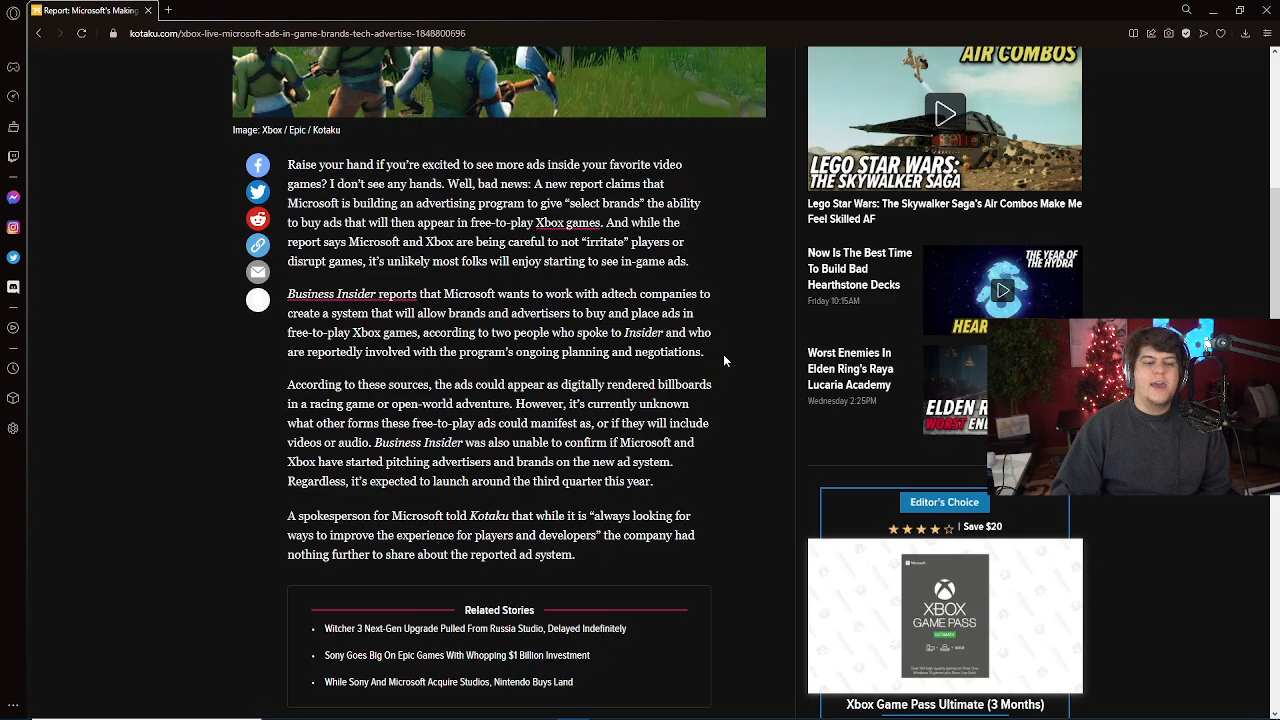 Report: Microsoft's Making
kotaku.com/xbox-live-microsoft-ads-in-game-brands-tech-advertise-1848800696
Image: Xbox / Epic / Kotaku
Raise your hand if you're excited to see more ads inside your favorite video
games? I don't see any hands. Well, bad news: A new report claims that
Microsoft is building an advertising program to give “select brands” the ability
to buy ads that will then appear in free-to-play Xbox games. And while the
report says Microsoft and Xbox are being careful to not “irritate” players or
disrupt games, it's unlikely most folks will enjoy starting to see in-game ads.
Business Insider reports that Microsoft wants to work with adtech companies to
create a system that will allow brands and advertisers to buy and place ads in
free-to-play Xbox games, according to two people who spoke to Insider and who
are reportedly involved with the program's ongoing planning and negotiations.
According to these sources, the ads could appear as digitally rendered billboards
in a racing game or open-world adventure. However, it's currently unknown
what other forms these free-to-play ads could manifest as, or if they will include
videos or audio. Business Insider was also unable to confirm if Microsoft and
Xbox have started pitching advertisers and brands on the new ad system.
Regardless, it's expected to launch around the third quarter this year.
A spokesperson for Microsoft told Kotaku that while it is “always looking for
ways to improve the experience for players and developers” the company had
nothing further to share about the reported ad system.
Related Stories
Witcher 3 Next-Gen Upgrade Pulled From Russia Studio, Delayed Indefinitely
Sony Goes Big On Epic Games With Whopping $1 Billion Investment
While Sony And Microsoft Acquire Studios, Nintendo Buys Land
AIR COMBOS
LEGO STAR WARS:
THE SKYWALKER SAGA
Lego Star Wars: The Skywalker Saga's Air Combos Make Me
Feel Skilled AF
Now Is The Best Time
To Build Bad
Hearthstone Decks
Friday 10:15AM
THE YEAR OF
THE HYDRA
HEAR
Worst Enemies In
Elden Ring's Raya
Lucaria Academy
Wednesday 2:25PM
ELDEN R
WORST EN
Editor's Choice
| Save $20
Microsoft
XBOX
GAME PASS
ULTIMATE
GOLD
Xbox Game Pass Ultimate (3 Months)